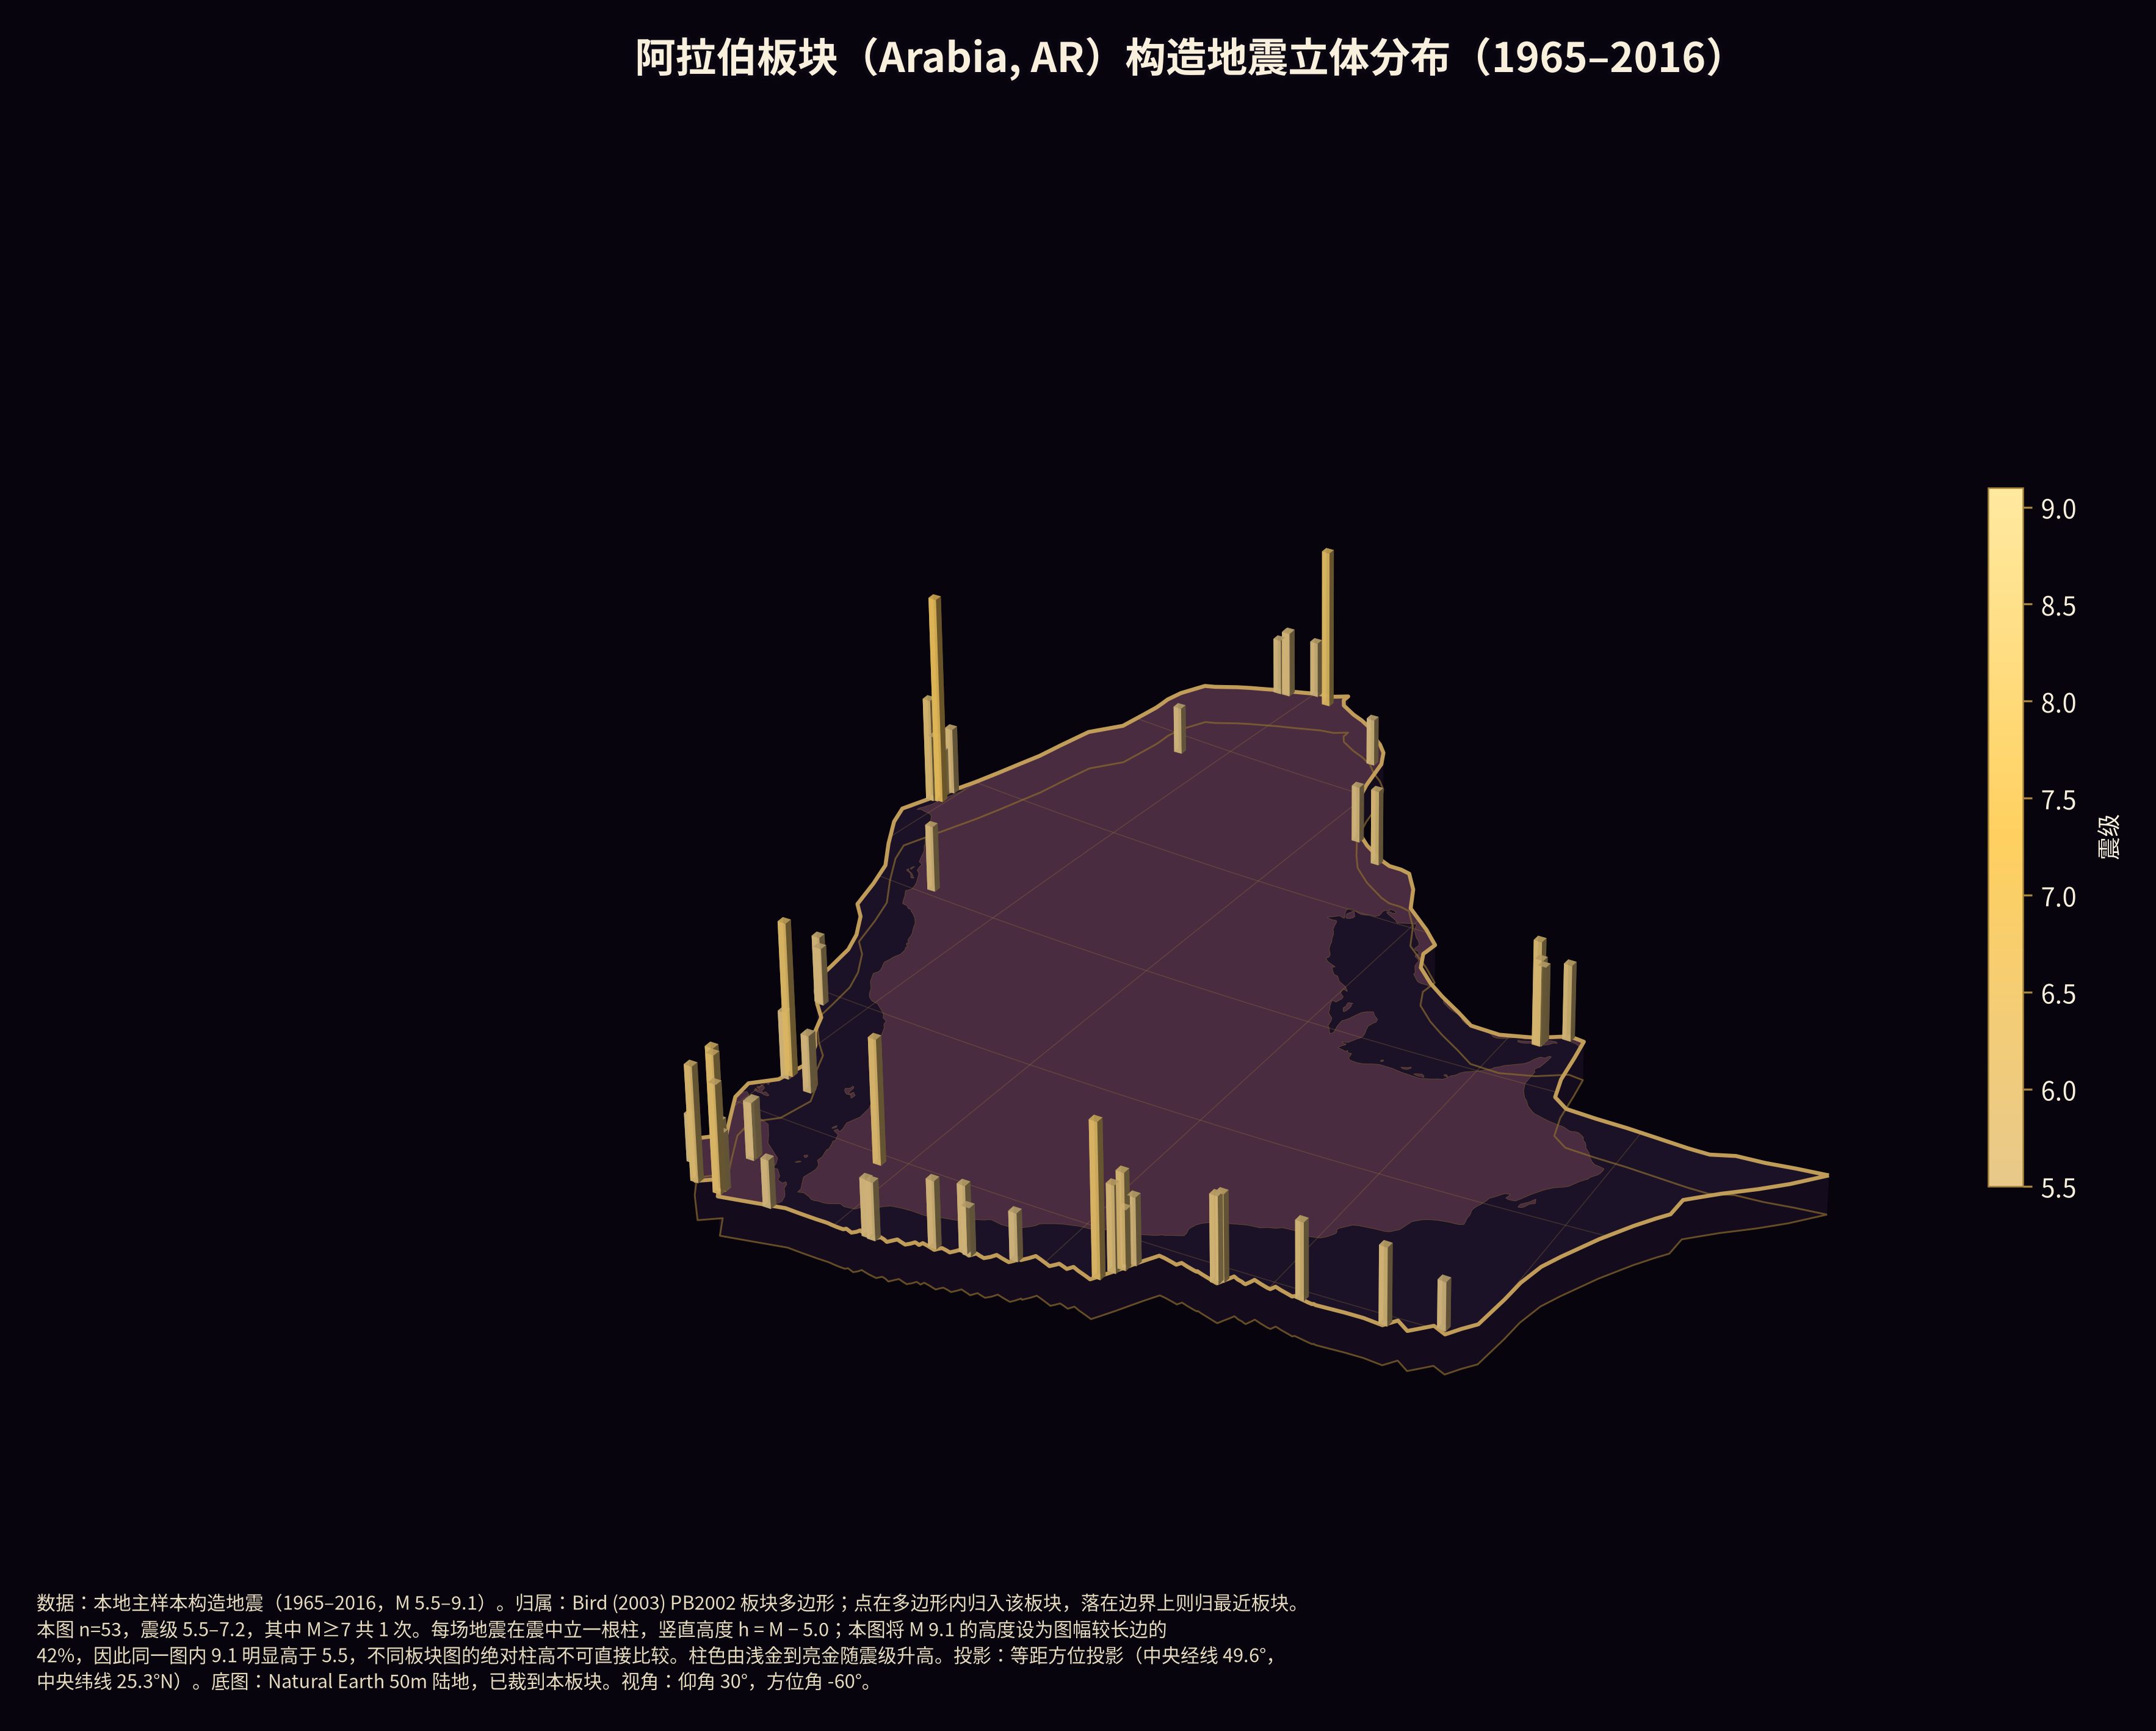 阿拉伯板块（Arabia, AR）构造地震立体分布（1965–2016）
9.0
8.5
8.0
7.5
7.0
6.5
6.0
5.5
震级
数据：本地主样本构造地震（1965–2016，M 5.5–9.1）。归属：Bird (2003) PB2002 板块多边形；点在多边形内归入该板块，落在边界上则归最近板块。
本图 n=53，震级 5.5–7.2，其中 M≥7 共 1 次。每场地震在震中立一根柱，竖直高度 h = M − 5.0；本图将 M 9.1 的高度设为图幅较长边的
42%，因此同一图内 9.1 明显高于 5.5，不同板块图的绝对柱高不可直接比较。柱色由浅金到亮金随震级升高。投影：等距方位投影（中央经线 49.6°，
中央纬线 25.3°N）。底图：Natural Earth 50m 陆地，已裁到本板块。视角：仰角 30°，方位角 -60°。